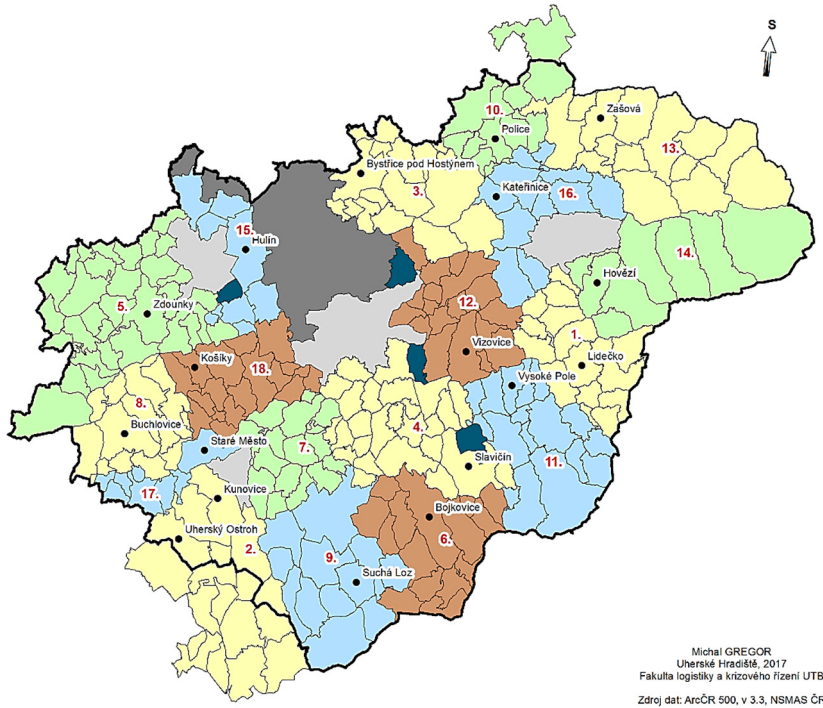 S
10.
Zašová
Police
13.
Bystřice pod Hostýnem
3.
Kateřinice
16.
15.
Hulín
14.
Hovězí
5.
Zdounky
12.
1.
Vizovice
Lidečko
Košíky
18.
Vysoké Pole
8.
Buchlovice
4.
Staré Město
7.
Slavičín
11.
17.
Kunovice
Bojkovice
Uherský Ostroh
2.
9.
6.
Suchá Loz
Michal GREGOR
Uherské Hradiště, 2017
Fakulta logistiky a krizového řízení UTB
Zdroj dat: ArcČR 500, v 3.3, NSMAS ČR